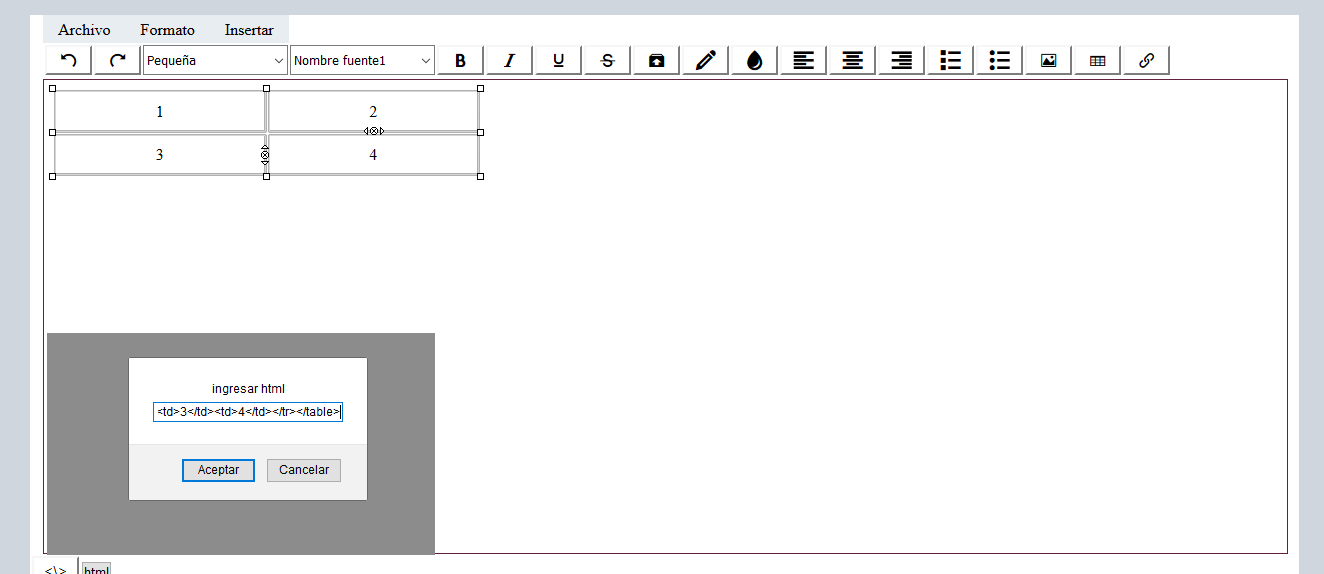 Archivo Formato Insertar
Pequeña Nombre fuente1 B I U S
1 2
3 4
ingresar html
<td>3</td><td>4</td></tr></table>
Aceptar Cancelar
<\> html